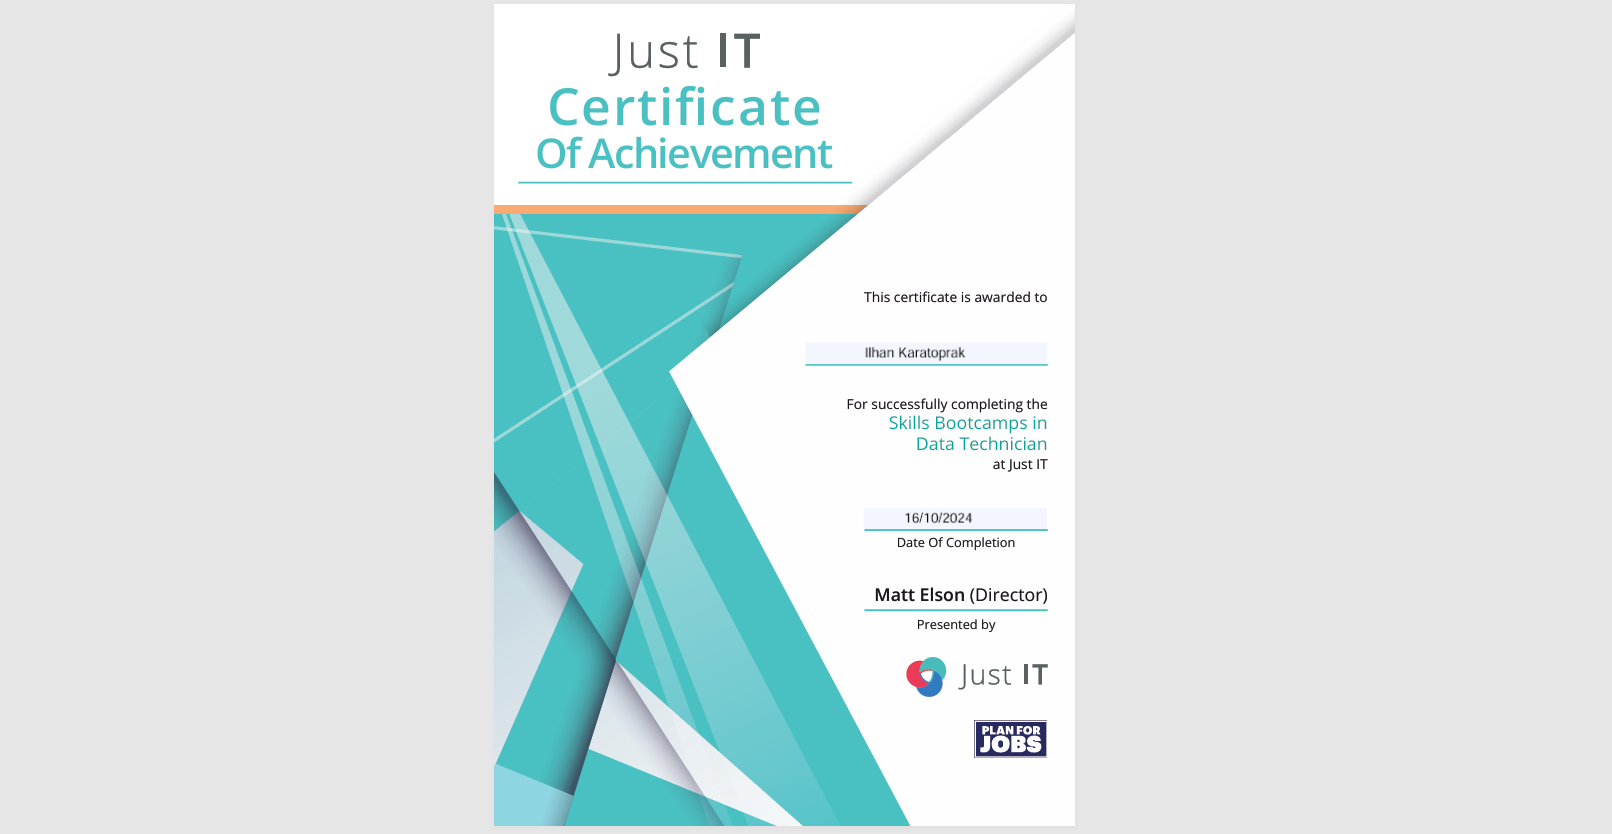 Just IT
Certificate
Of Achievement
This certificate is awarded to
Ilhan Karatoprak
For successfully completing the
Skills Bootcamps in
Data Technician
at Just IT
16/10/2024
Date Of Completion
Matt Elson (Director)
Presented by
Just IT
PLAN FOR
JOBS